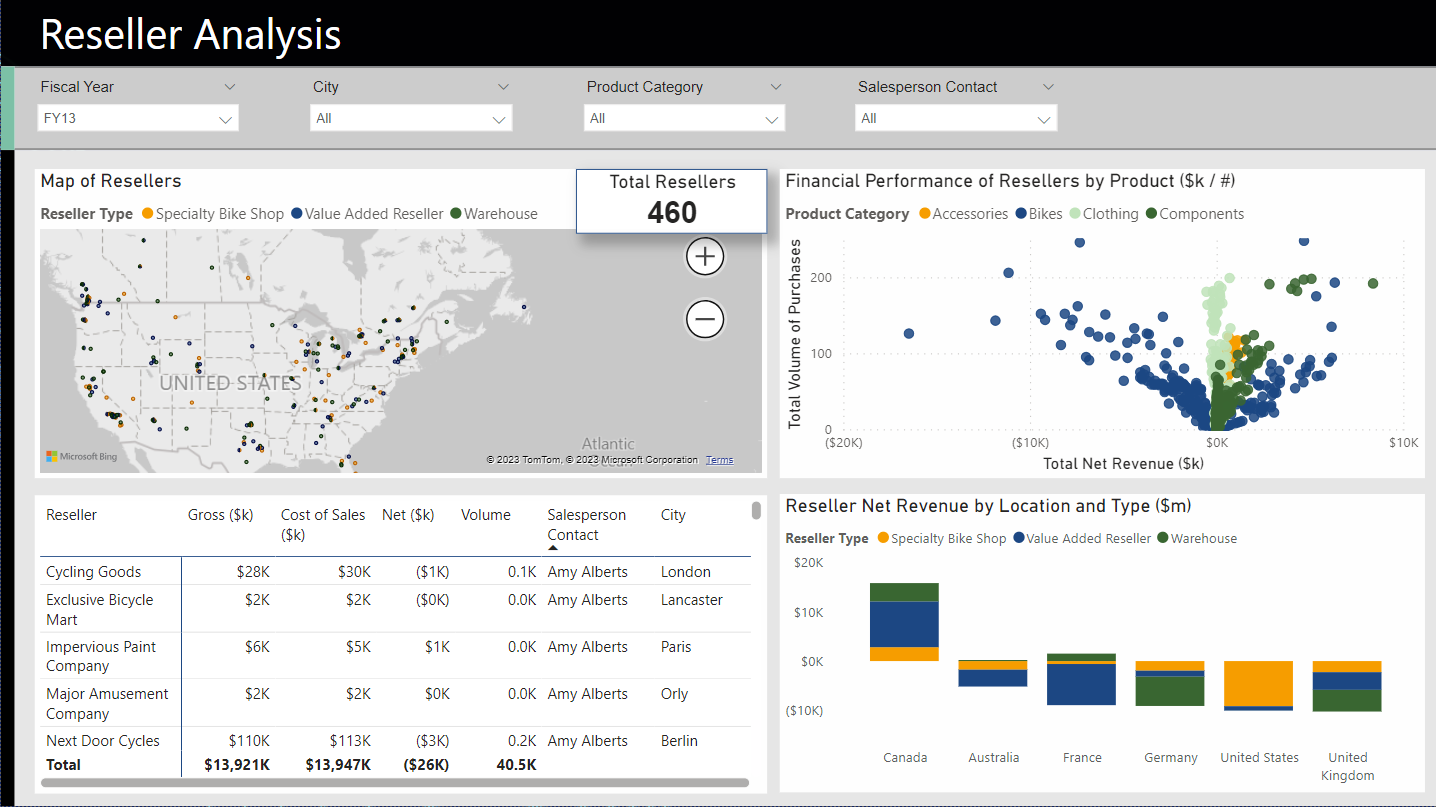 Reseller Analysis
Fiscal Year
City
Product Category
Salesperson Contact
FY13
All
All
All
Map of Resellers
Reseller Type
Specialty Bike Shop
Value Added Reseller
Warehouse
Total Resellers
460
UNITED STATES
Atlantic
Microsoft Bing
© 2023 TomTom, © 2023 Microsoft Corporation
Terms
Financial Performance of Resellers by Product ($k / #)
Product Category
Accessories
Bikes
Clothing
Components
Total Volume of Purchases
200
100
0
($20K)
($10K)
$0K
$10K
Total Net Revenue ($k)
Reseller
Gross ($k)
Cost of Sales
($k)
Net ($k)
Volume
Salesperson
Contact
City
Cycling Goods $28K $30K ($1K) 0.1K Amy Alberts London
Exclusive Bicycle
Mart
$2K $2K ($0K) 0.0K Amy Alberts Lancaster
Impervious Paint
Company
$6K $5K $1K 0.0K Amy Alberts Paris
Major Amusement
Company
$2K $2K $0K 0.0K Amy Alberts Orly
Next Door Cycles $110K $113K ($3K) 0.2K Amy Alberts Berlin
Total $13,921K $13,947K ($26K) 40.5K
Reseller Net Revenue by Location and Type ($m)
Reseller Type
Specialty Bike Shop
Value Added Reseller
Warehouse
$20K
$10K
$0K
($10K)
Canada
Australia
France
Germany
United States
United
Kingdom